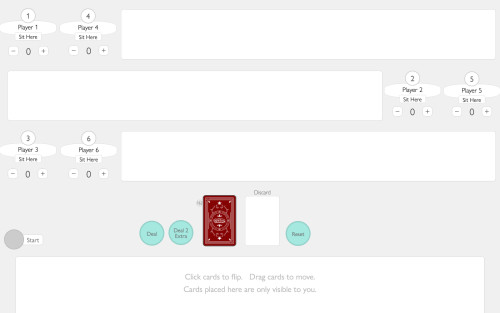 1
4
Player 1
Player 4
Sit Here
Sit Here
− 0 +
− 0 +
2
5
Player 2
Player 5
Sit Here
Sit Here
− 0 +
− 0 +
3
6
Player 3
Player 6
Sit Here
Sit Here
− 0 +
− 0 +
Discard
Deal
Deal 2
Extra
Reset
Start
Click cards to flip. Drag cards to move.
Cards placed here are only visible to you.